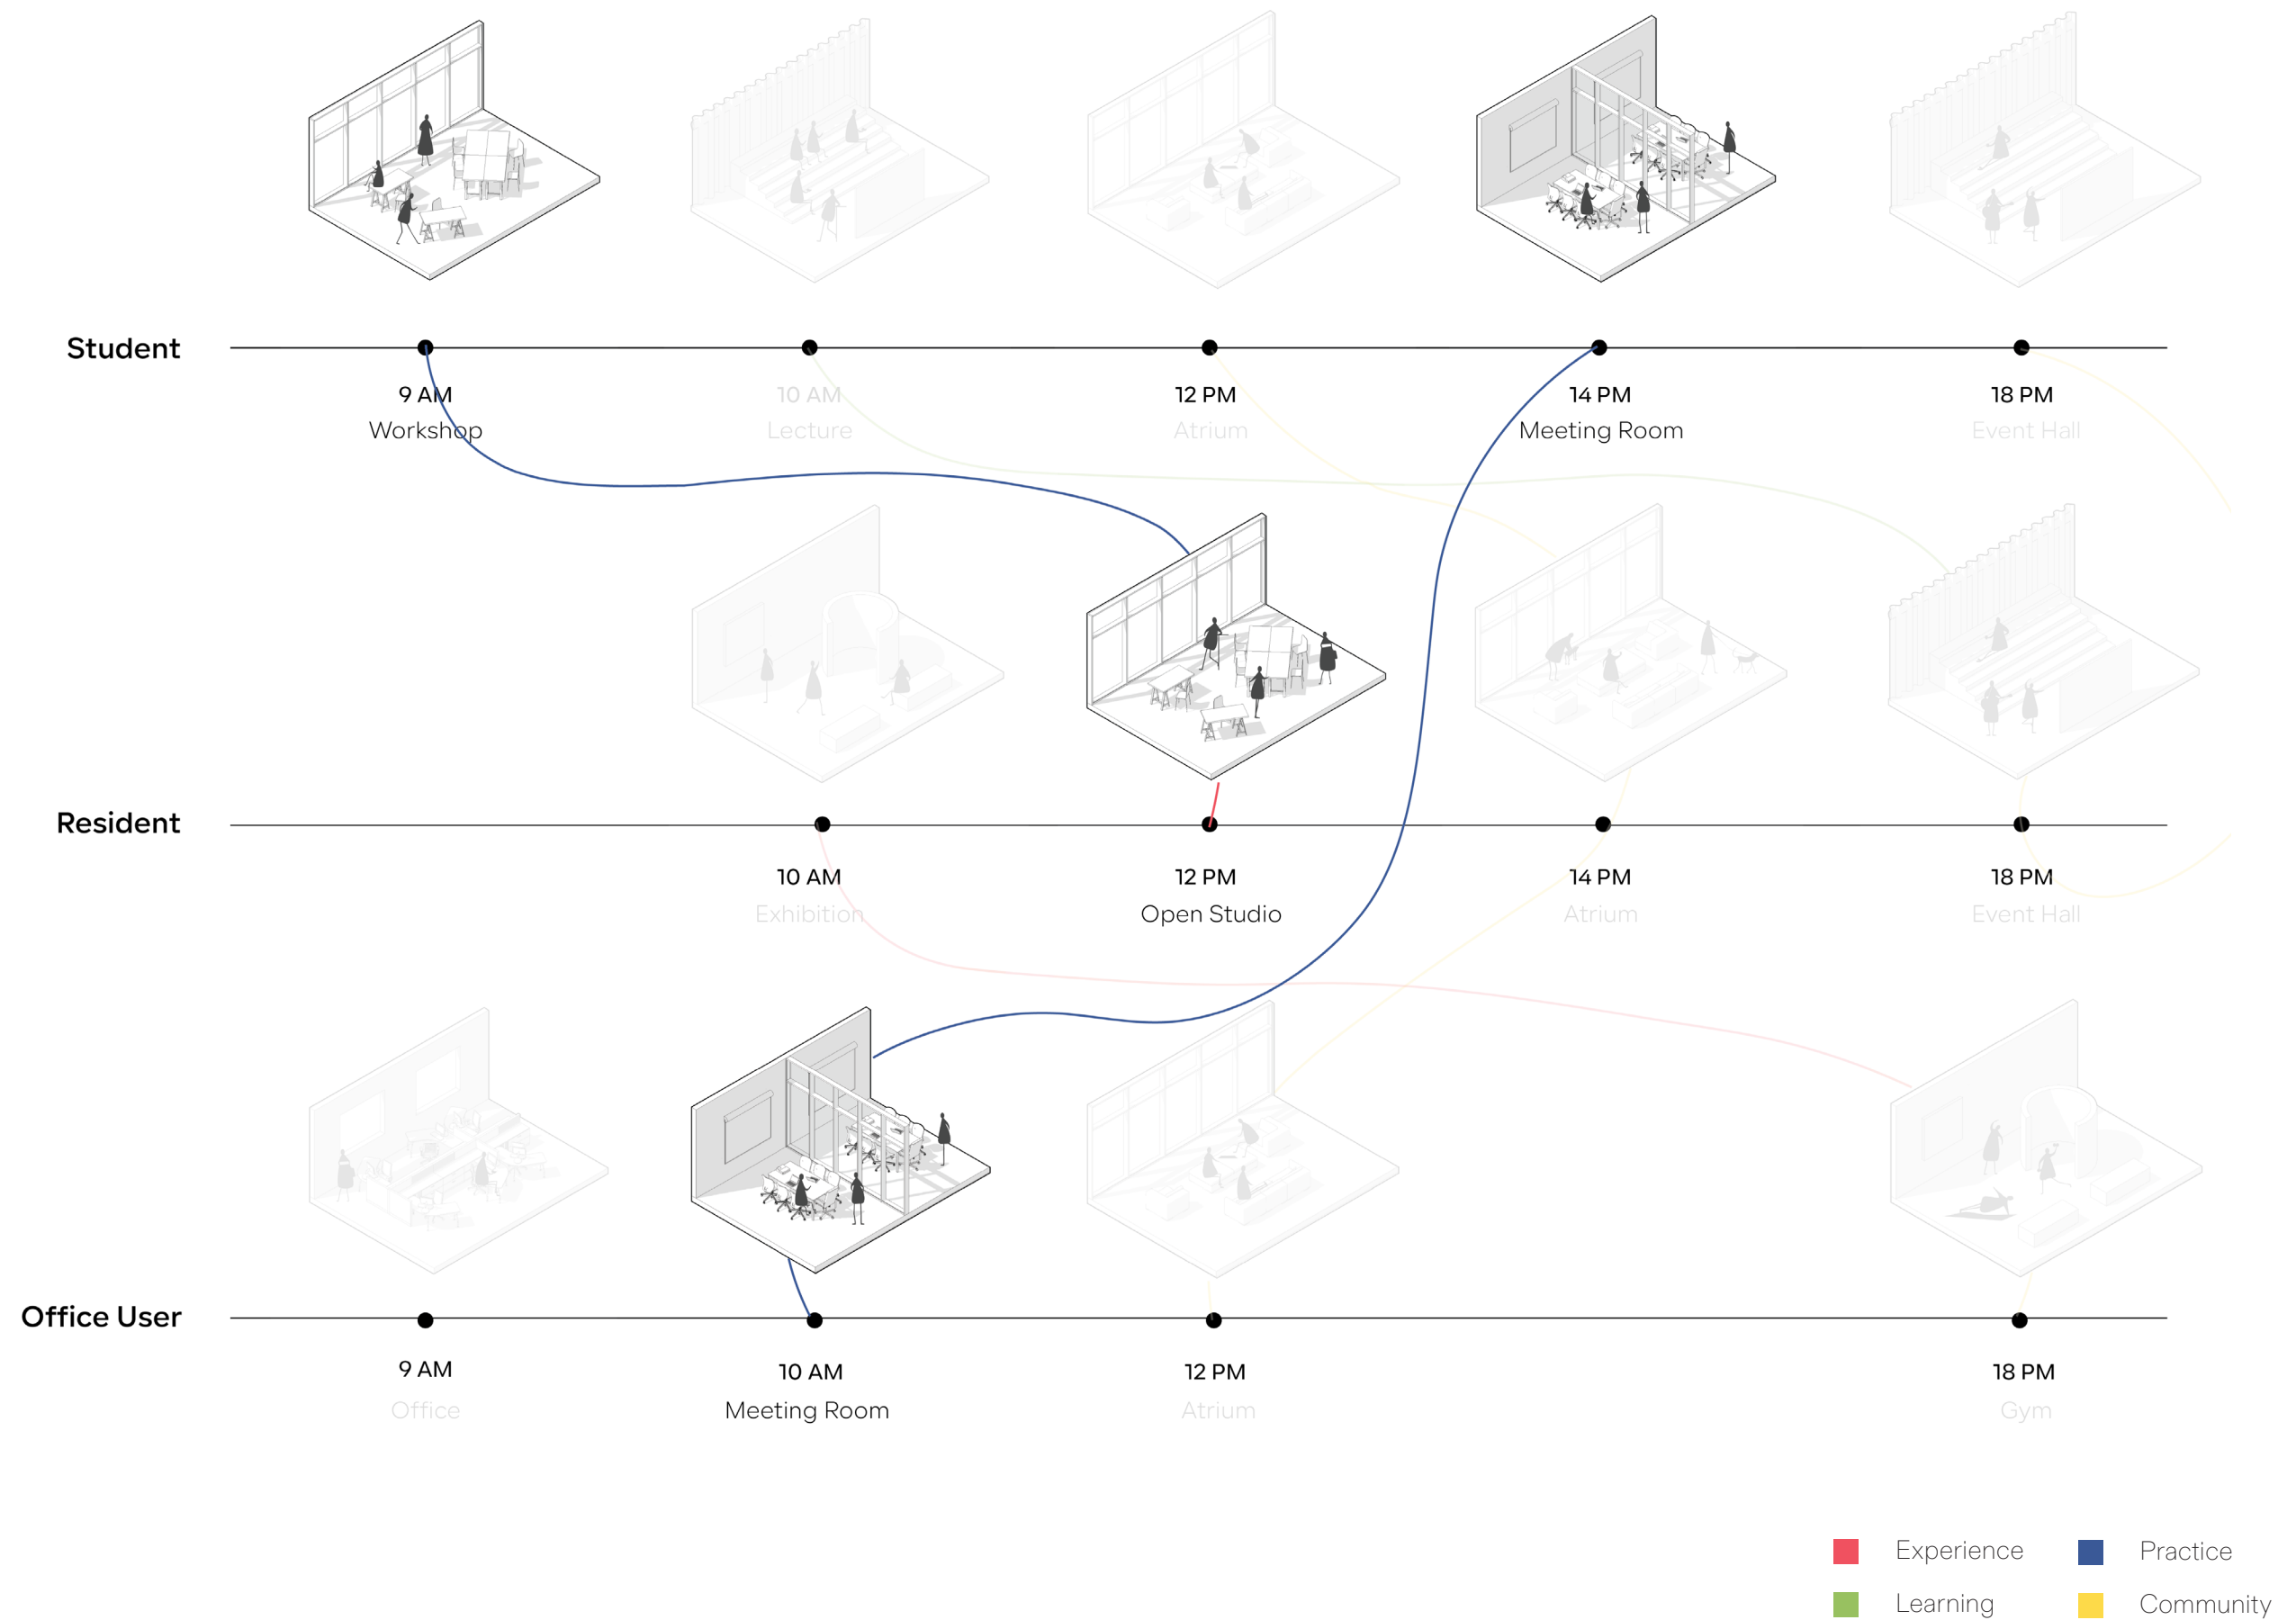 Student
9 AM
10 AM
12 PM
14 PM
18 PM
Workshop
Lecture
Atrium
Meeting Room
Event Hall
Resident
10 AM
12 PM
14 PM
18 PM
Exhibition
Open Studio
Atrium
Event Hall
Office User
9 AM
10 AM
12 PM
18 PM
Office
Meeting Room
Atrium
Gym
Experience
Practice
Learning
Community